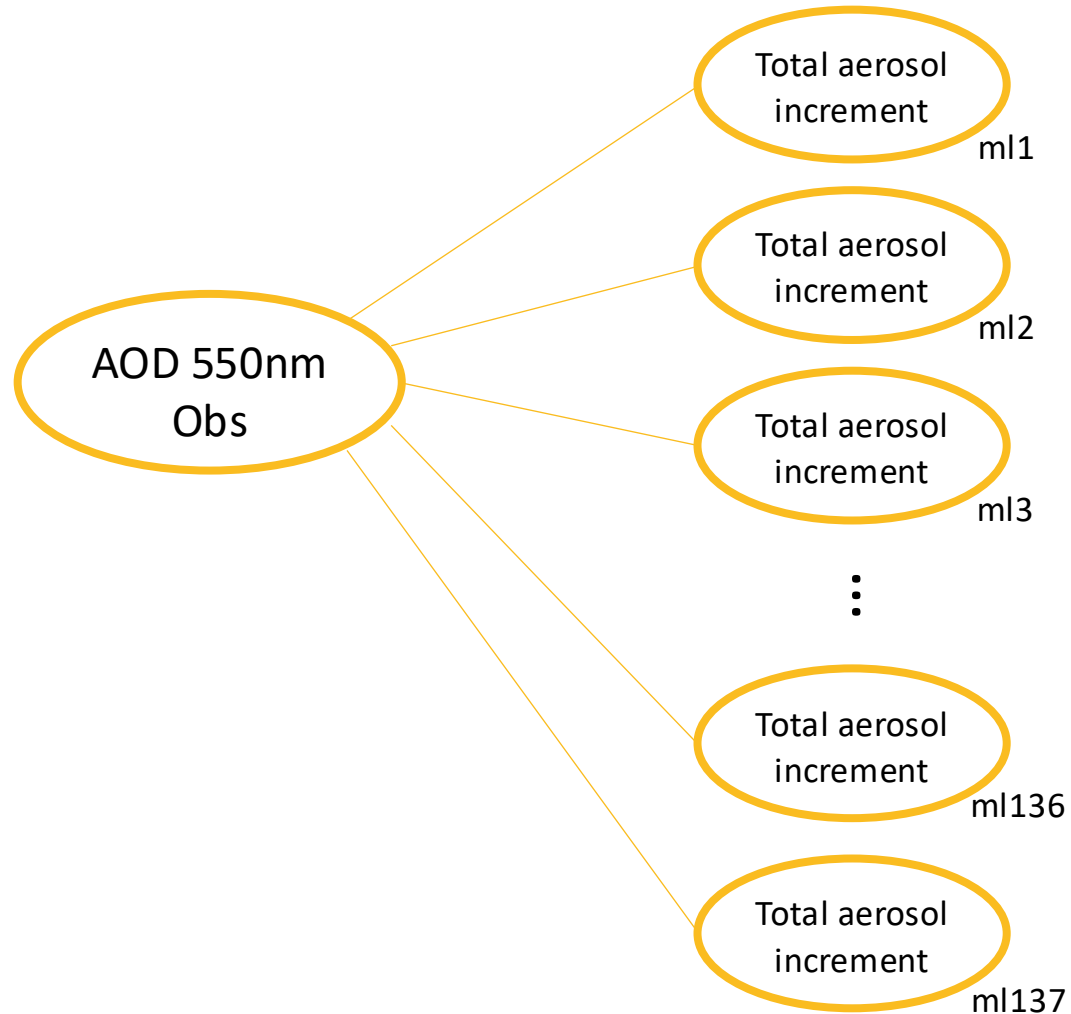 Total aerosol
increment
ml1
Total aerosol
increment
ml2
AOD 550nm
Obs
Total aerosol
increment
ml3
⋮
Total aerosol
increment
ml136
Total aerosol
increment
ml137